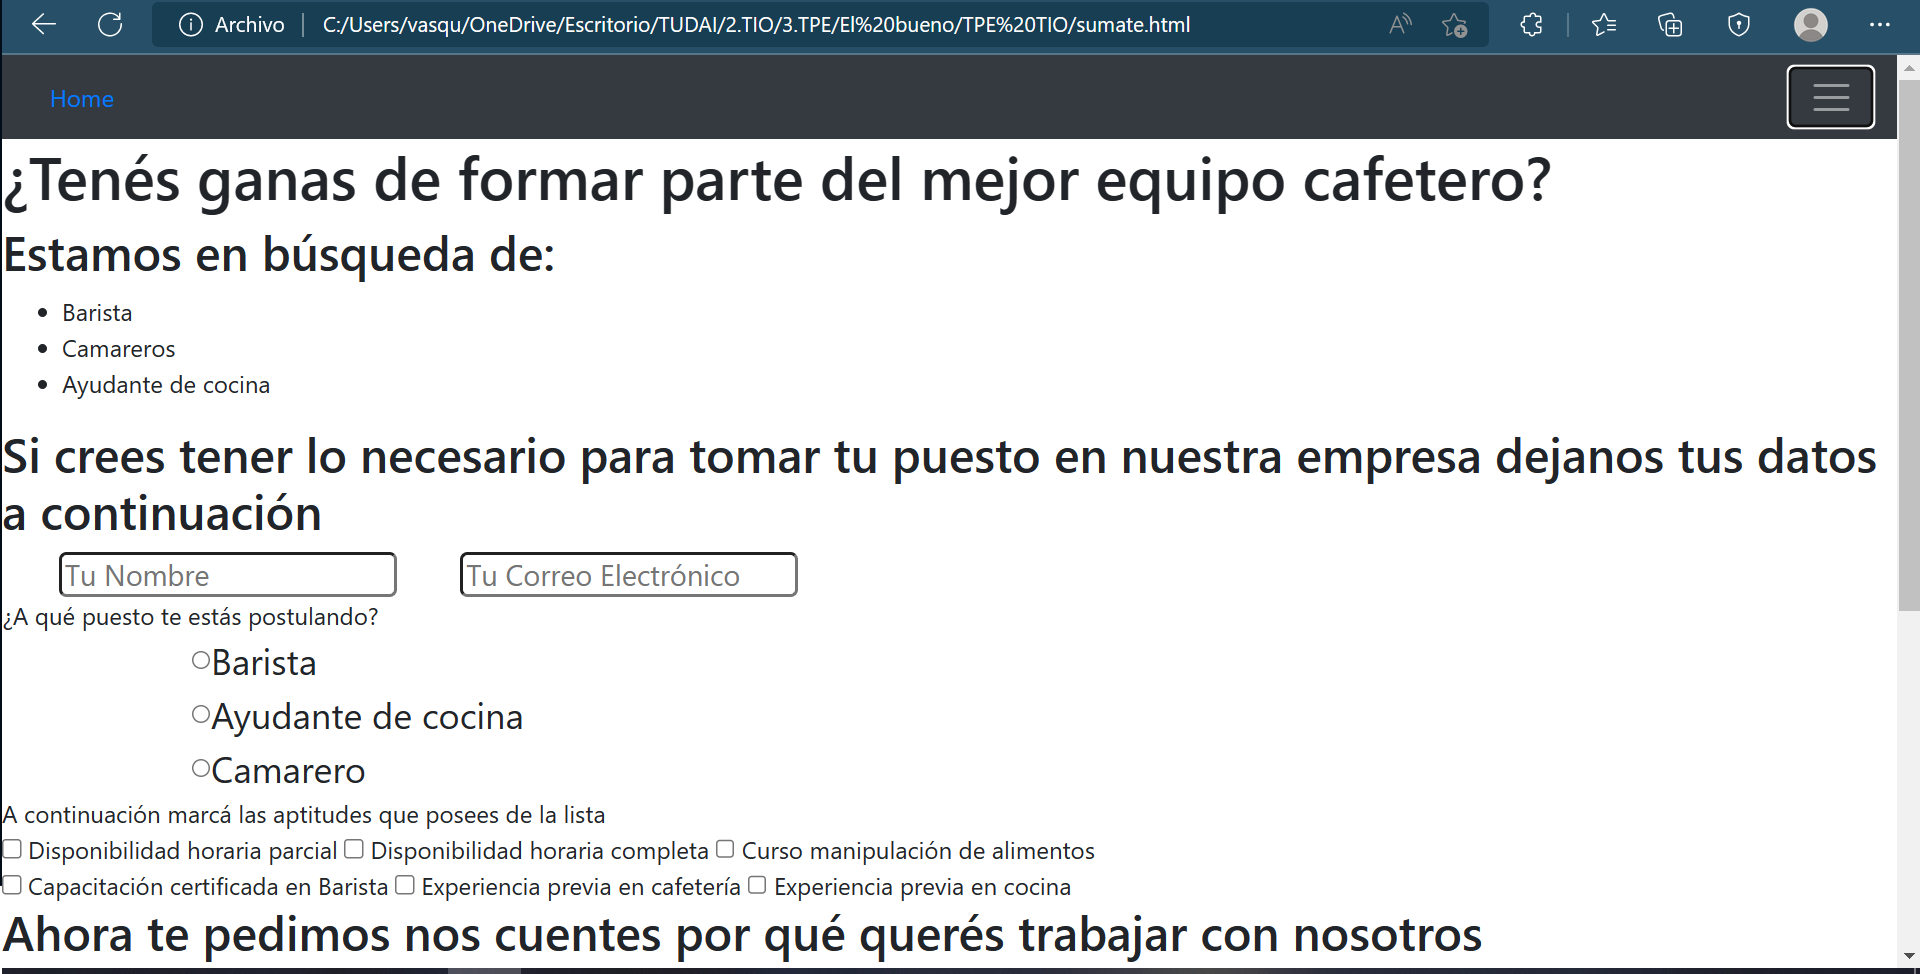 Archivo C:/Users/vasqu/OneDrive/Escritorio/TUDAI/2.TIO/3.TPE/El%20bueno/TPE%20TIO/sumate.html
Home
¿Tenés ganas de formar parte del mejor equipo cafetero?
Estamos en búsqueda de:
Barista
Camareros
Ayudante de cocina
Si crees tener lo necesario para tomar tu puesto en nuestra empresa dejanos tus datos
a continuación
Tu Nombre Tu Correo Electrónico
¿A qué puesto te estás postulando?
Barista
Ayudante de cocina
Camarero
A continuación marcá las aptitudes que posees de la lista
Disponibilidad horaria parcial Disponibilidad horaria completa Curso manipulación de alimentos
Capacitación certificada en Barista Experiencia previa en cafetería Experiencia previa en cocina
Ahora te pedimos nos cuentes por qué querés trabajar con nosotros